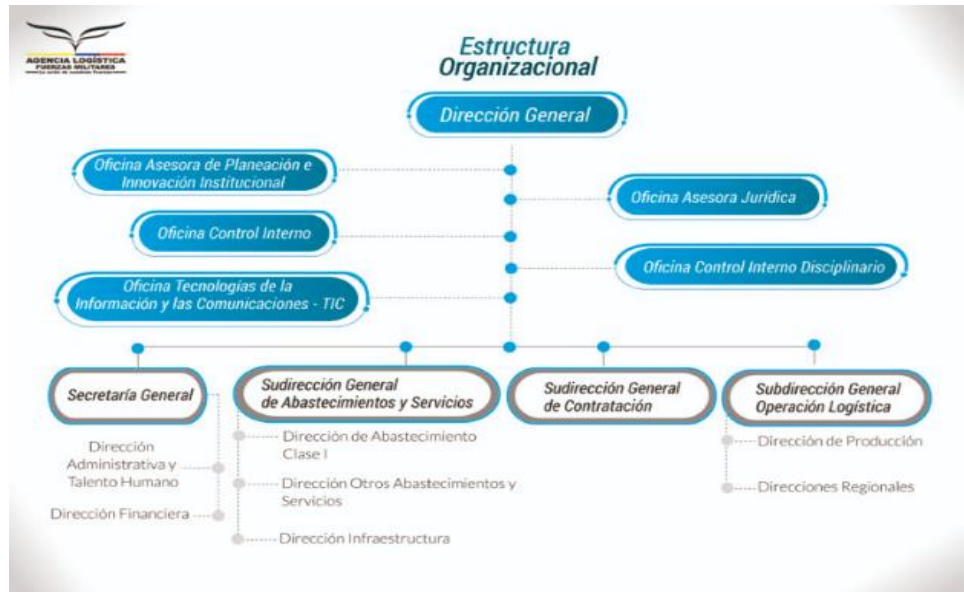 AGENCIA LOGÍSTICA
FUERZAS MILITARES
Estructura
Organizacional
Dirección General
Oficina Asesora de Planeación e
Innovación Institucional
Oficina Asesora Jurídica
Oficina Control Interno
Oficina Control Interno Disciplinario
Oficina Tecnologías de la
Información y las Comunicaciones - TIC
Secretaría General
Dirección
Administrativa y
Talento Humano
Dirección Financiera
Sudirección General
de Abastecimientos y Servicios
Dirección de Abastecimiento
Clase I
Dirección Otros Abastecimientos y
Servicios
Dirección Infraestructura
Sudirección General
de Contratación
Subdirección General
Operación Logística
Dirección de Producción
Direcciones Regionales